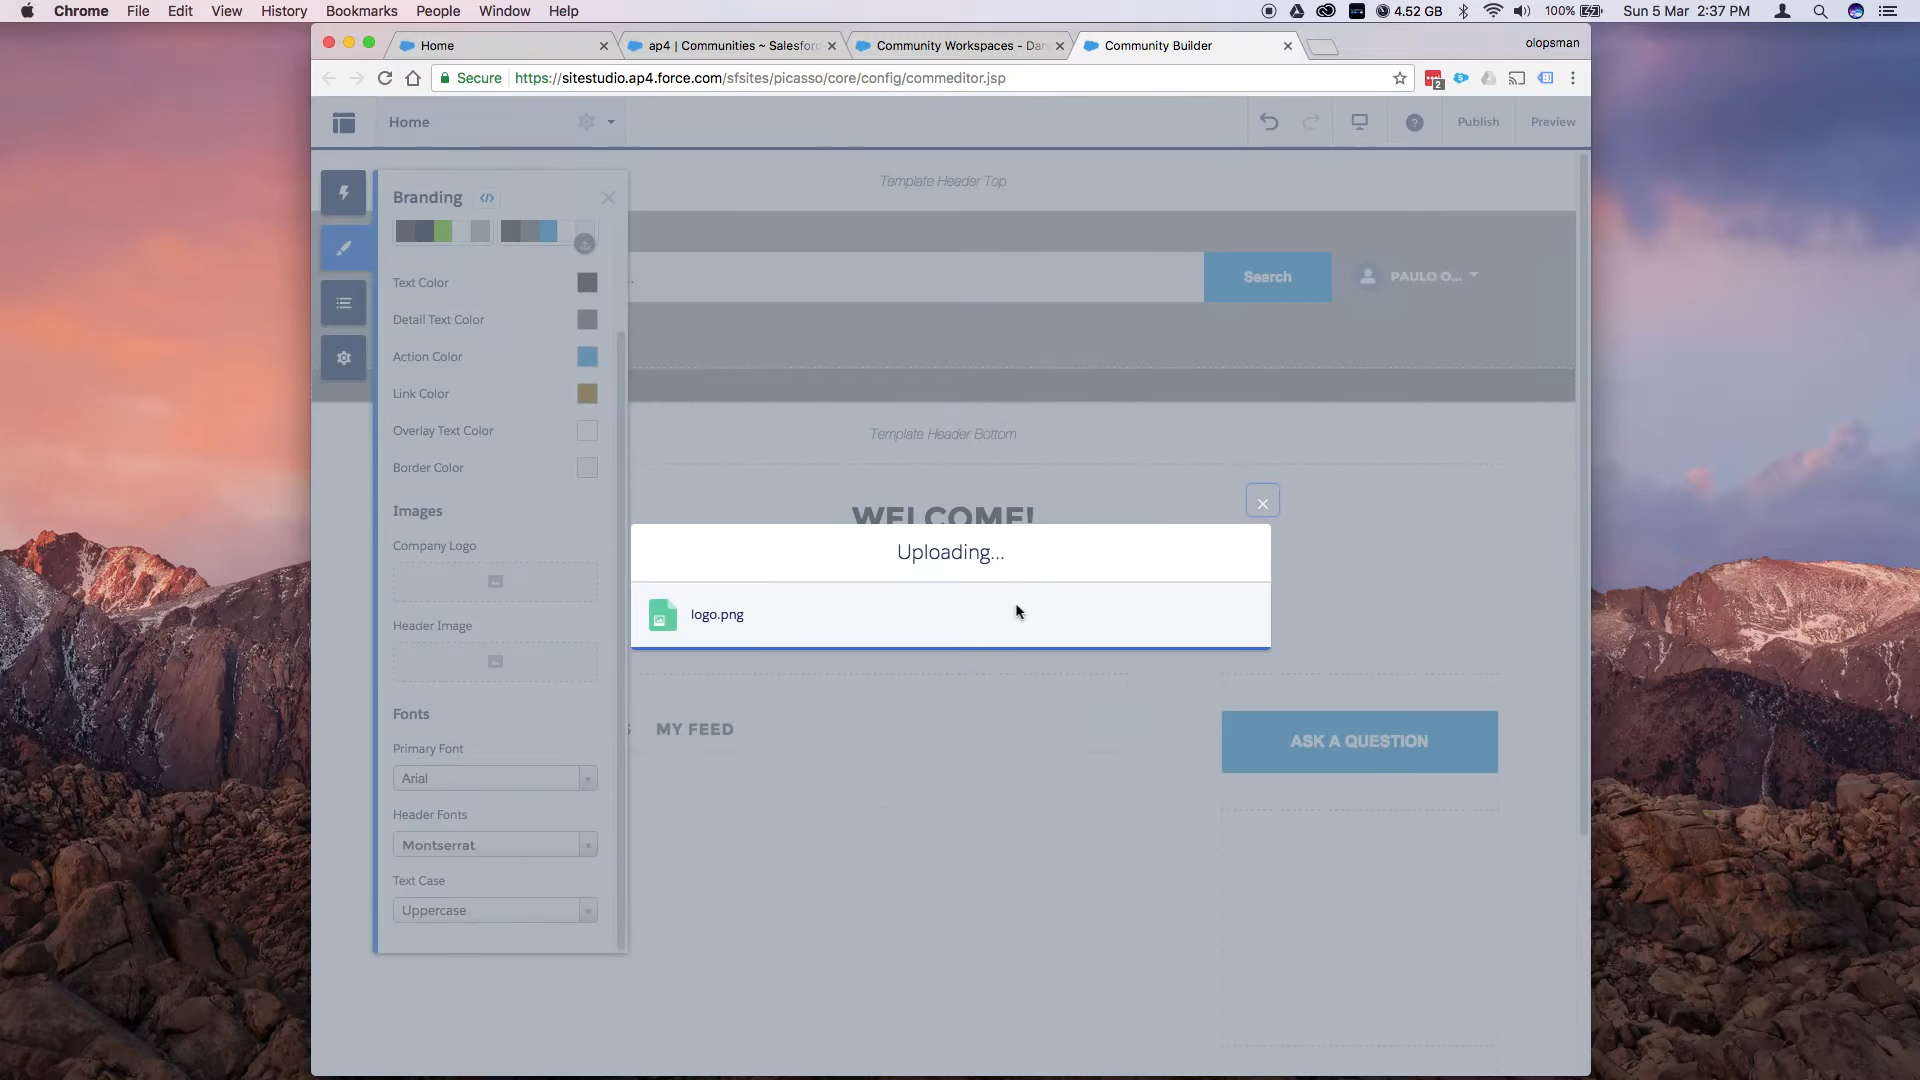 Chrome File Edit View History Bookmarks People Window Help
4.52 GB 100% Sun 5 Mar 2:37 PM
Home
ap4 | Communities ~ Salesforc
Community Workspaces - Dan
Community Builder
olopsman
Secure https://sitestudio.ap4.force.com/sfsites/picasso/core/config/commeditor.jsp
2
Home
?
Publish
Preview
Template Header Top
Branding </>
Search
PAULO O...
Text Color
Detail Text Color
Action Color
Link Color
Overlay Text Color
Border Color
Template Header Bottom
WELCOME!
Images
Company Logo
Header Image
Uploading...
logo.png
Fonts
Primary Font
Arial
Header Fonts
Montserrat
Text Case
Uppercase
S MY FEED
ASK A QUESTION